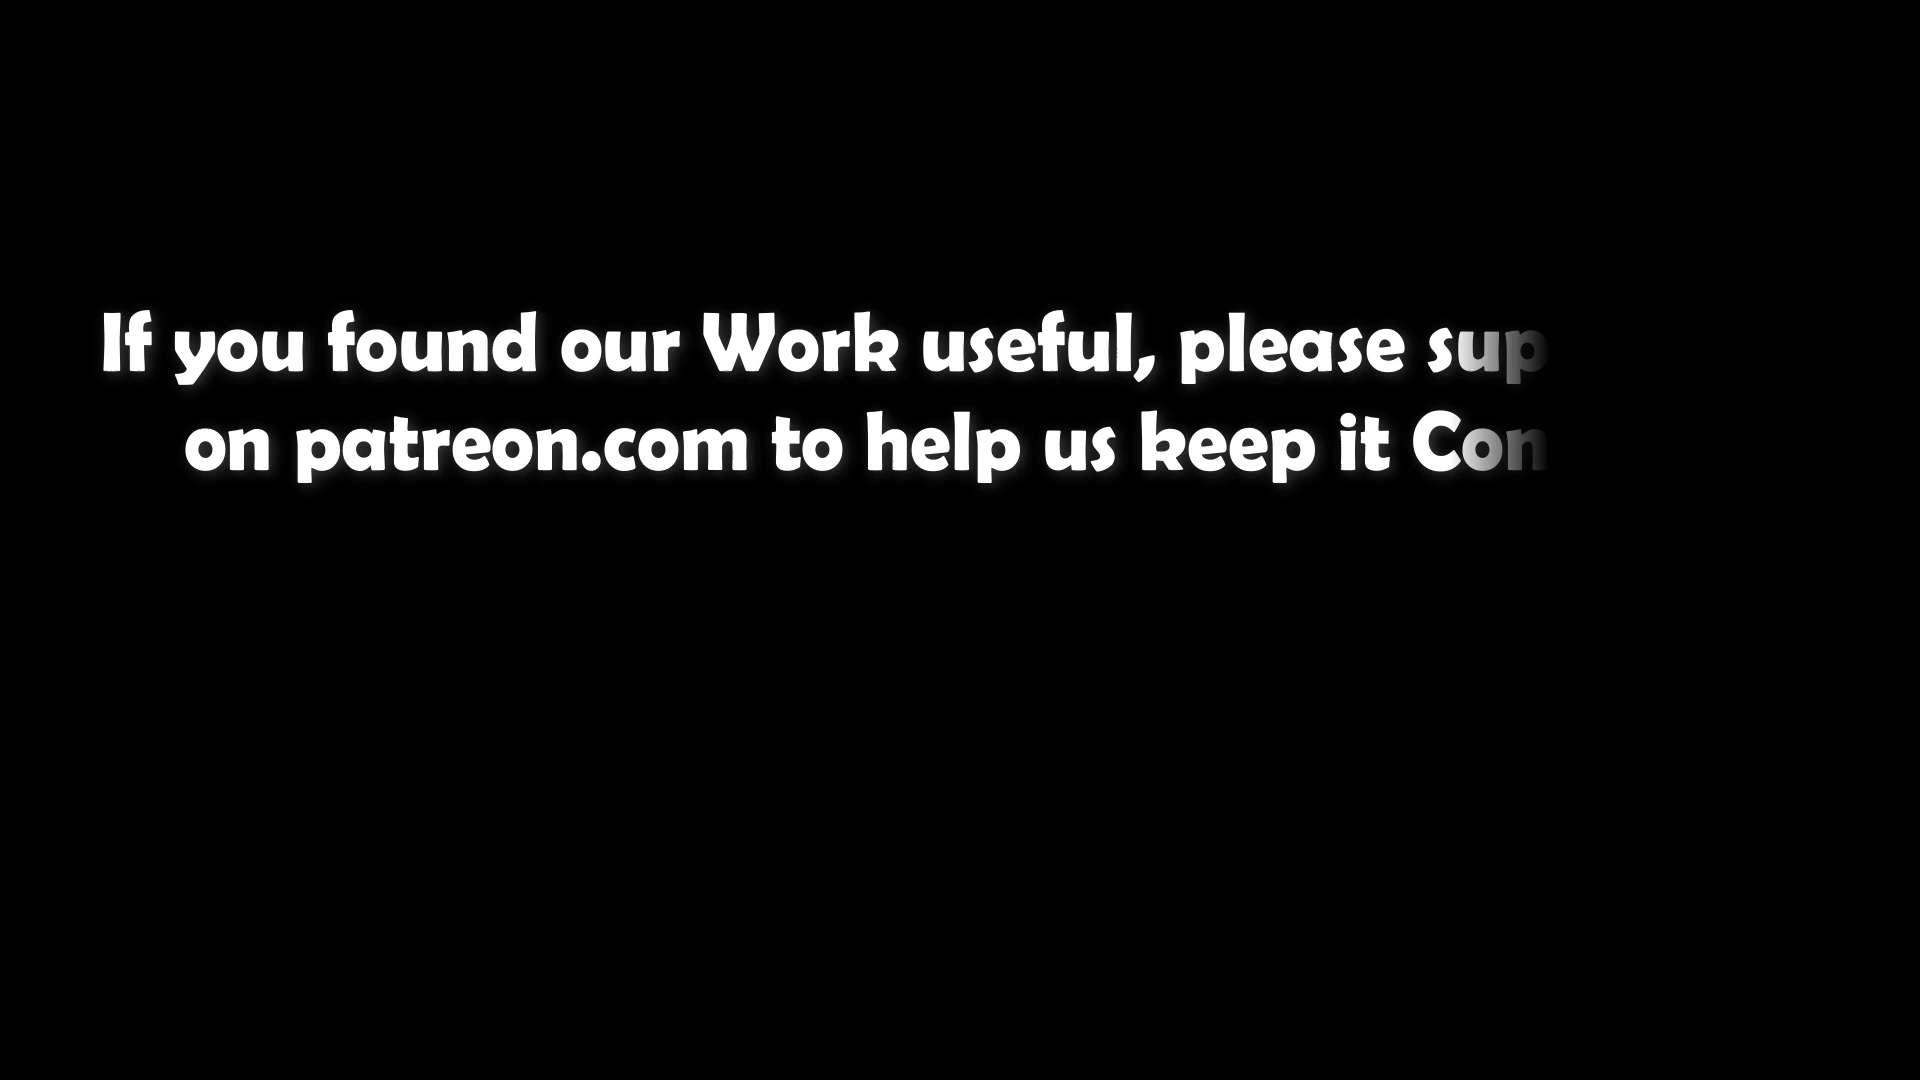 If you found our Work useful, please sup
on patreon.com to help us keep it Con